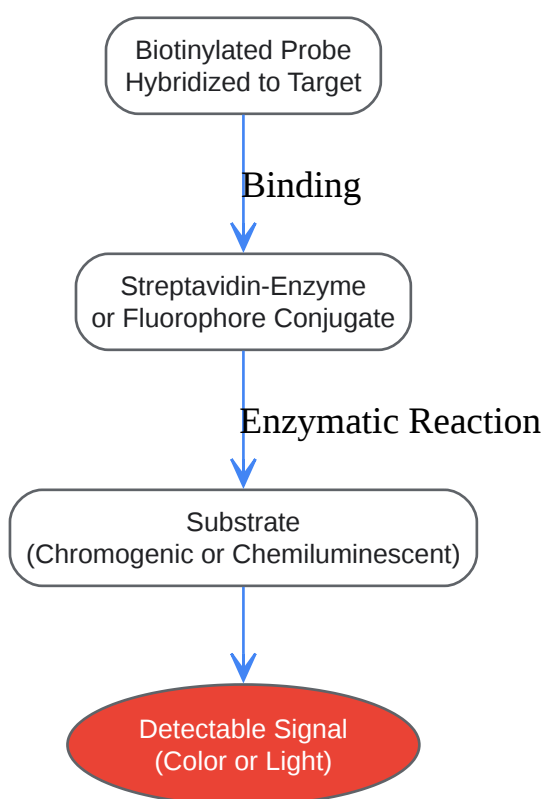 Biotinylated Probe
Hybridized to Target
Binding
Streptavidin-Enzyme
or Fluorophore Conjugate
Enzymatic Reaction
Substrate
(Chromogenic or Chemiluminescent)
Detectable Signal
(Color or Light)